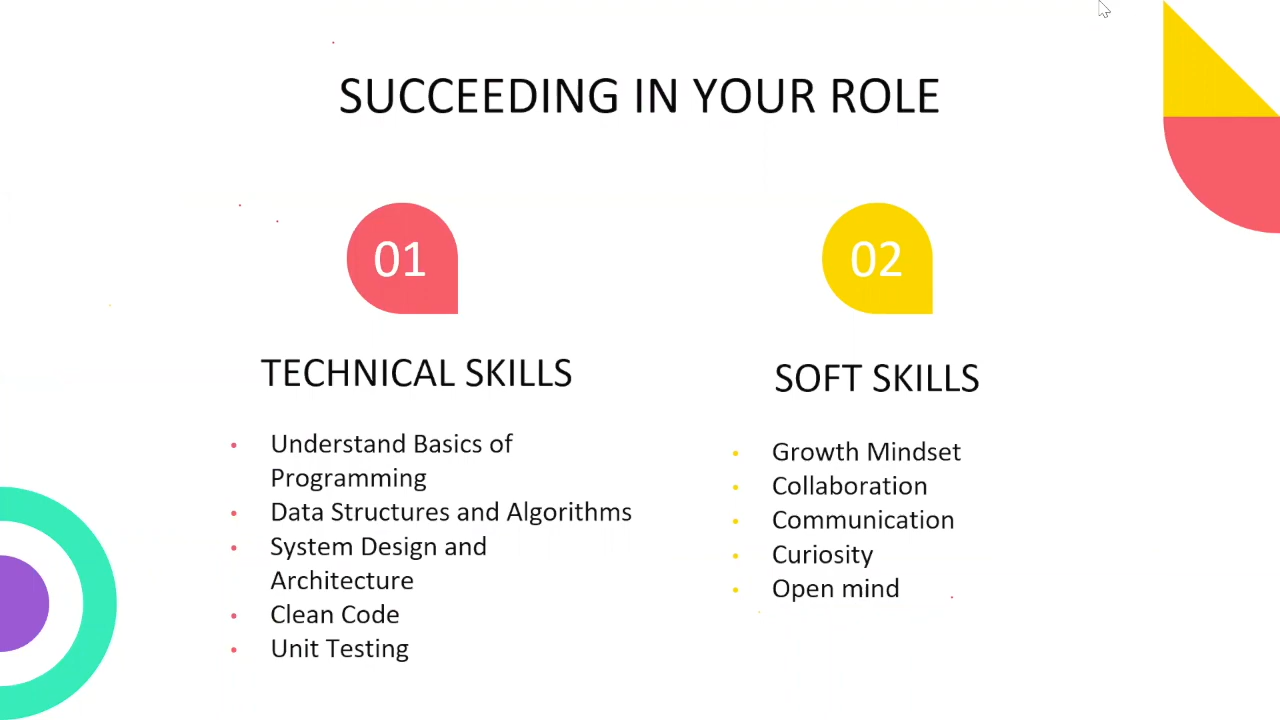 SUCCEEDING IN YOUR ROLE
01
TECHNICAL SKILLS
Understand Basics of
Programming
Data Structures and Algorithms
System Design and
Architecture
Clean Code
Unit Testing
02
SOFT SKILLS
Growth Mindset
Collaboration
Communication
Curiosity
Open mind